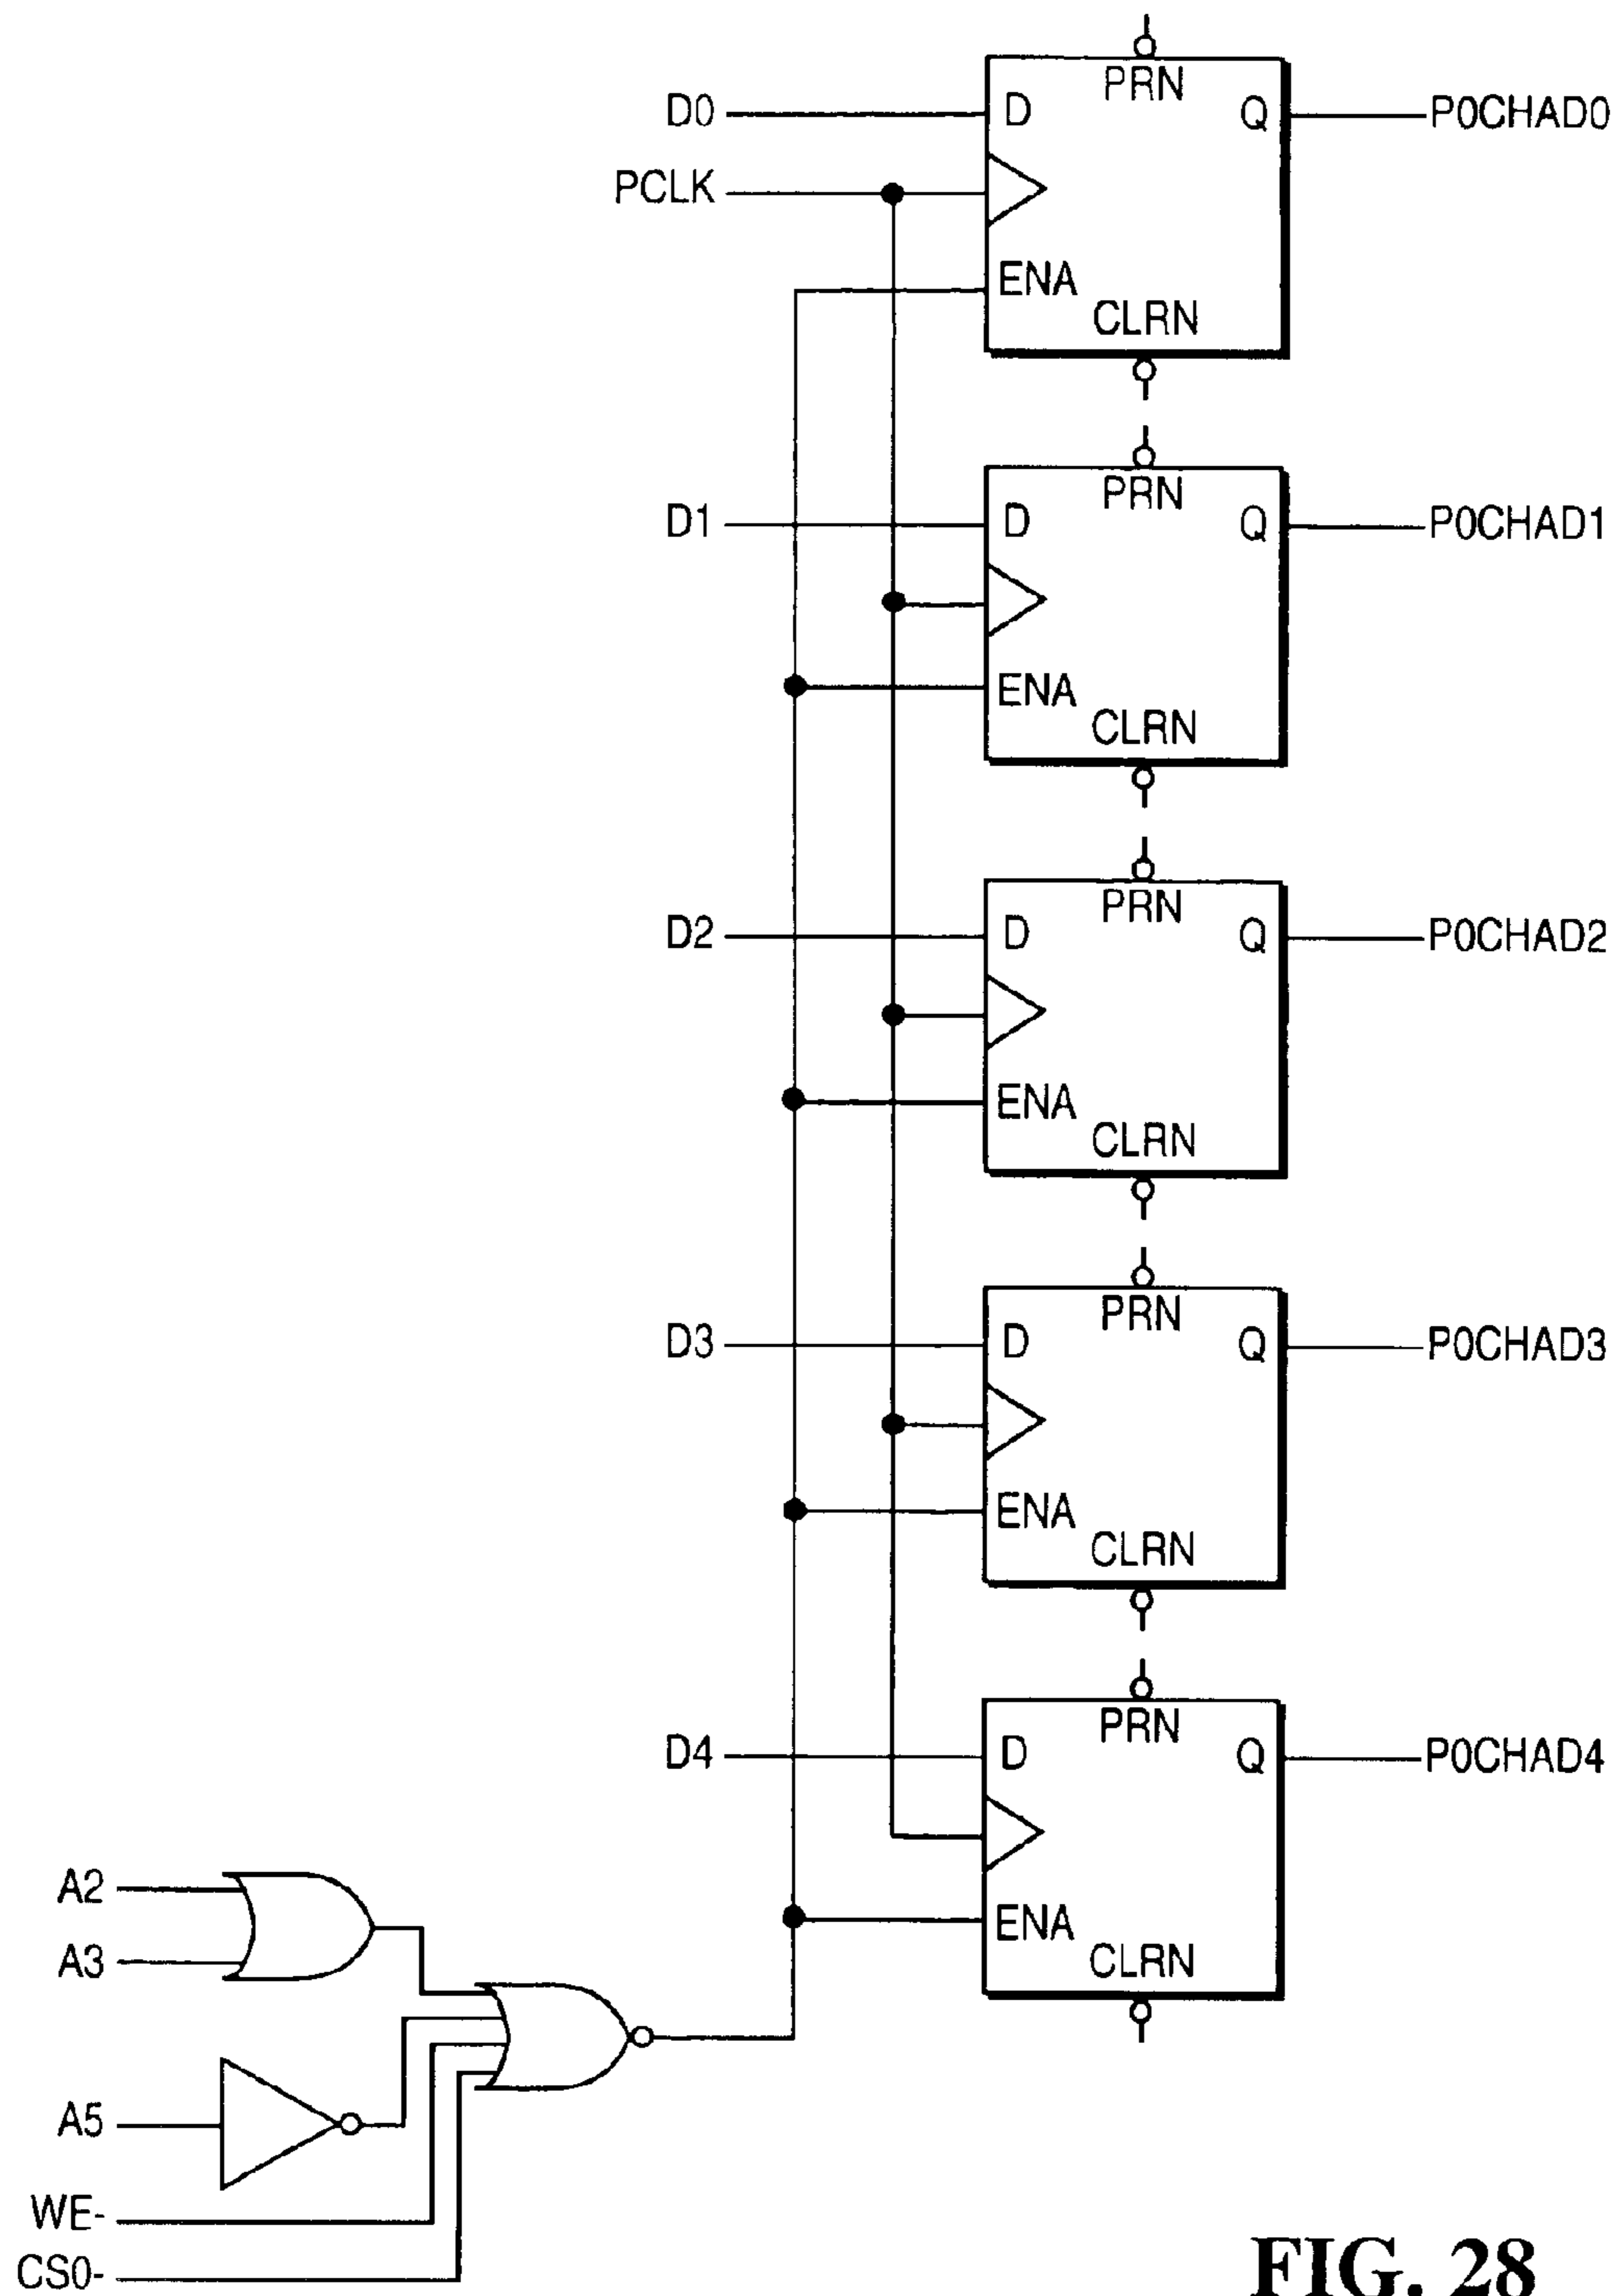 PRN
D0 D Q P0CHAD0
PCLK
ENA
CLRN
PRN
D1 D Q P0CHAD1
ENA
CLRN
PRN
D2 D Q P0CHAD2
ENA
CLRN
PRN
D3 D Q P0CHAD3
ENA
CLRN
PRN
D4 D Q P0CHAD4
A2
ENA
A3
CLRN
A5
WE-
CS0-
FIG. 28